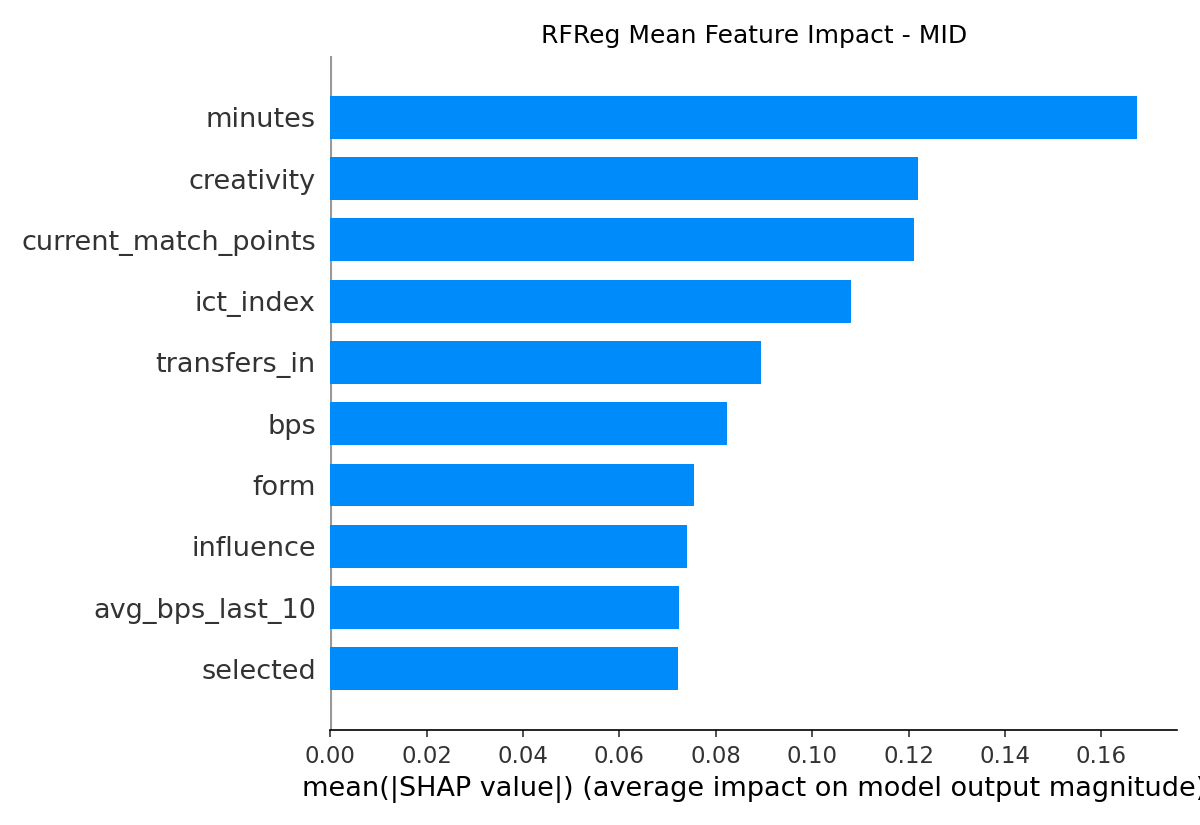 RFReg Mean Feature Impact - MID
minutes
creativity
current_match_points
ict_index
transfers_in
bps
form
influence
avg_bps_last_10
selected
0.00 0.02 0.04 0.06 0.08 0.10 0.12 0.14 0.16
mean(|SHAP value|) (average impact on model output magnitude)